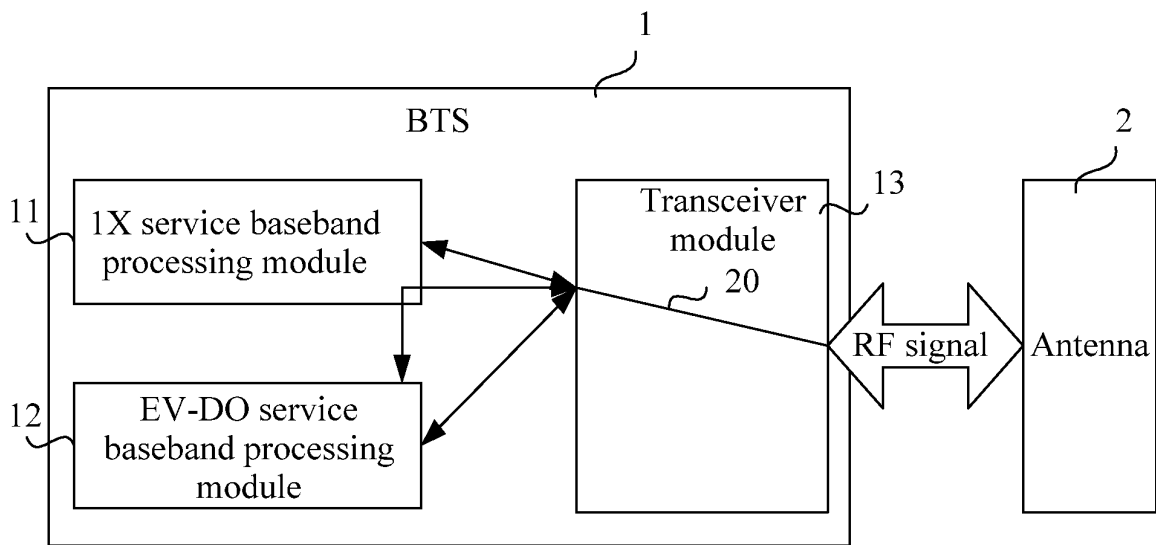 1
BTS
2
11
1X service baseband
processing module
Transceiver
module
13
20
RF signal
Antenna
12
EV-DO service
baseband processing
module